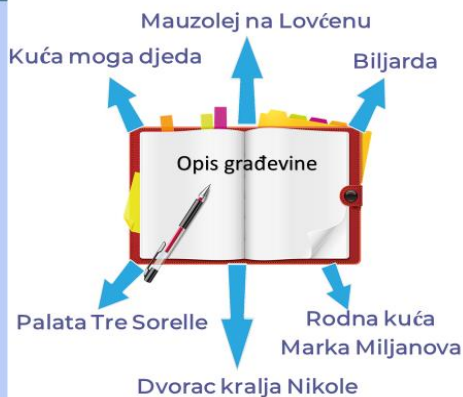 Mauzolej na Lovćenu
Kuća moga djeda
Biljarda
Opis građevine
Palata Tre Sorelle
Rodna kuća
Marka Miljanova
Dvorac kralja Nikole